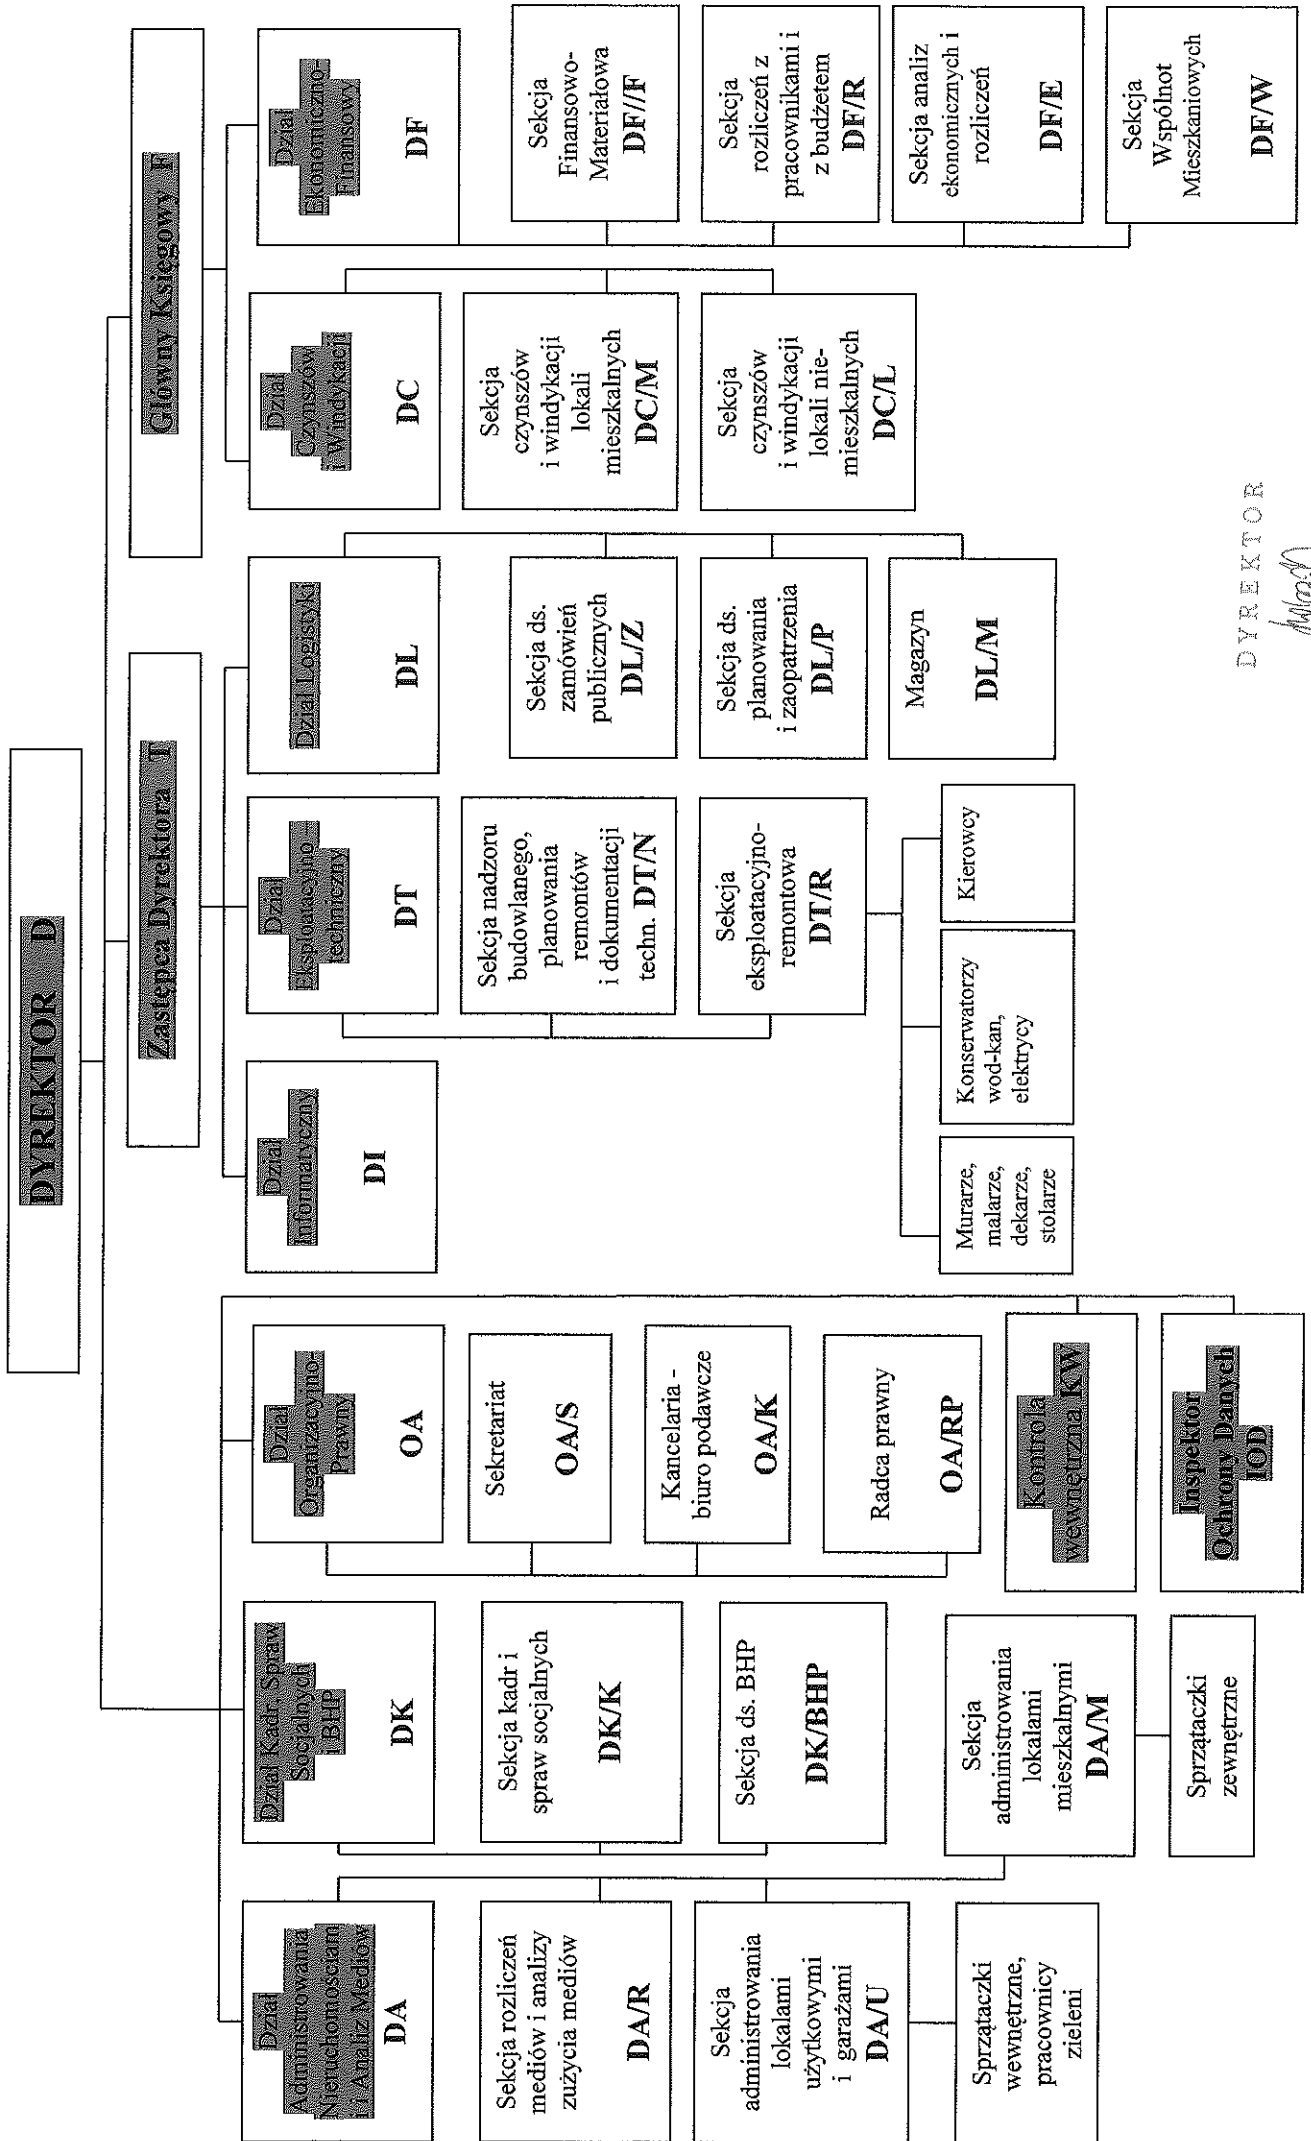 DYREKTOR D
Zastępca Dyrektora T
Główny Księgowy F
Dział
Administrowania
Nieruchomościami
i Analiz Mediów
DA
Sekcja rozliczeń
mediów i analizy
zużycia mediów
DA/R
Sekcja
administrowania
lokalami
użytkowymi
i garażami
DA/U
Sprzątaczki
wewnętrzne,
pracownicy
zieleni
Sekcja
administrowania
lokalami
mieszkalnymi
DA/M
Sprzątaczki
zewnętrzne
Dział Kadr, Spraw
Socjalnych
i BHP
DK
Sekcja kadr i
spraw socjalnych
DK/K
Sekcja ds. BHP
DK/BHP
Dział
Organizacyjno-
Prawny
OA
Sekretariat
OA/S
Kancelaria -
biuro podawcze
OA/K
Radca prawny
OA/RP
Kontrola
wewnętrzna KW
Inspektor
Ochrony Danych
IOD
Dział
Informatyczny
DI
Dział
Eksploatacyjno –
techniczny
DT
Sekcja nadzoru
budowlanego,
planowania
remontów
i dokumentacji
techn. DT/N
Sekcja
eksploatacyjno-
remontowa
DT/R
Murarze,
malarze,
dekarze,
stolarze
Konserwatorzy
wod-kan,
elektrycy
Kierowcy
Dział Logistyki
DL
Sekcja ds.
zamówień
publicznych
DL/Z
Sekcja ds.
planowania
i zaopatrzenia
DL/P
Magazyn
DL/M
Dział
Czynszów
i Windykacji
DC
Sekcja
czynszów
i windykacji
lokali
mieszkalnych
DC/M
Sekcja
czynszów
i windykacji
lokali nie-
mieszkalnych
DC/L
Dział
Ekonomiczno-
Finansowy
DF
Sekcja
Finansowo-
Materiałowa
DF//F
Sekcja
rozliczeń z
pracownikami i
z budżetem
DF/R
Sekcja analiz
ekonomicznych i
rozliczeń
DF/E
Sekcja
Wspólnot
Mieszkaniowych
DF/W
DYREKTOR